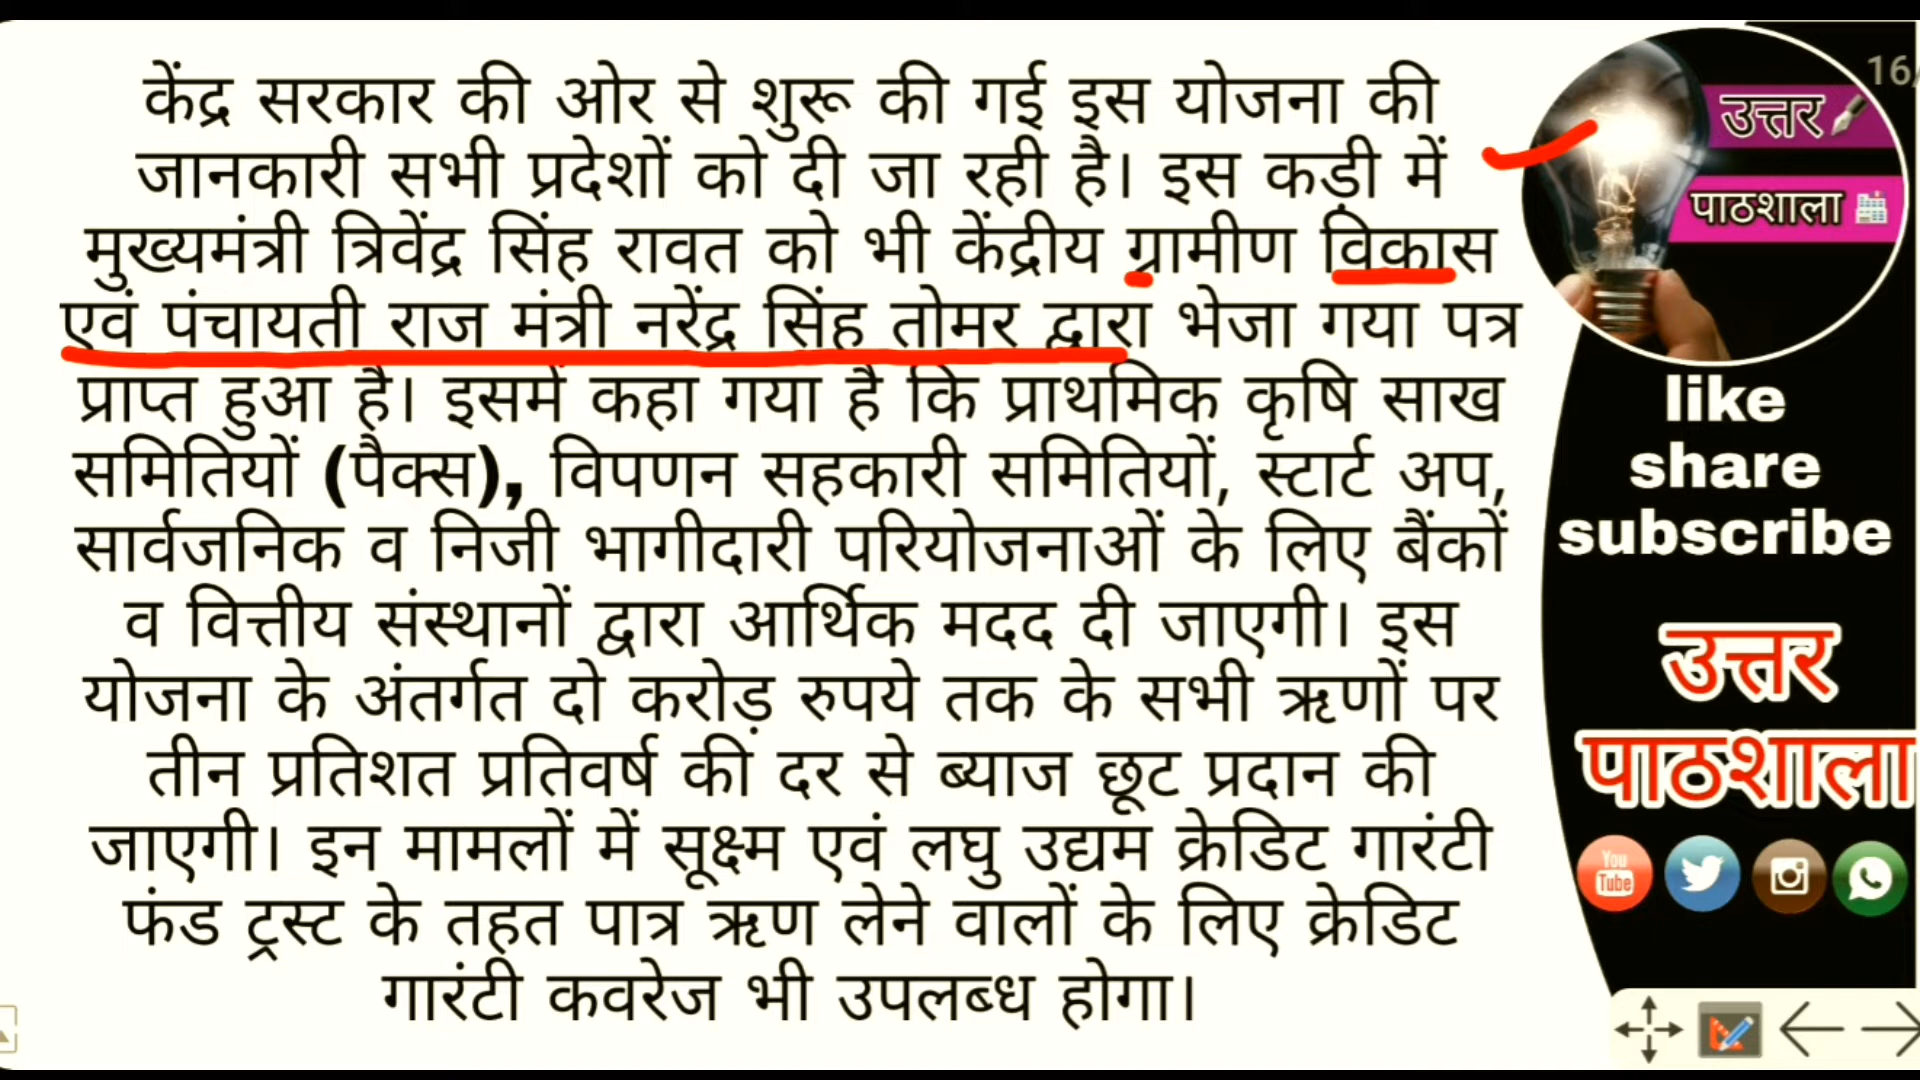 केंद्र सरकार की ओर से शुरू की गई इस योजना की
जानकारी सभी प्रदेशों को दी जा रही है। इस कड़ी में
मुख्यमंत्री त्रिवेंद्र सिंह रावत को भी केंद्रीय ग्रामीण विकास
एवं पंचायती राज मंत्री नरेंद्र सिंह तोमर द्वारा भेजा गया पत्र
प्राप्त हुआ है। इसमें कहा गया है कि प्राथमिक कृषि साख
समितियों (पैक्स), विपणन सहकारी समितियों, स्टार्ट अप,
सार्वजनिक व निजी भागीदारी परियोजनाओं के लिए बैंकों
व वित्तीय संस्थानों द्वारा आर्थिक मदद दी जाएगी। इस
योजना के अंतर्गत दो करोड़ रुपये तक के सभी ऋणों पर
तीन प्रतिशत प्रतिवर्ष की दर से ब्याज छूट प्रदान की
जाएगी। इन मामलों में सूक्ष्म एवं लघु उद्यम क्रेडिट गारंटी
फंड ट्रस्ट के तहत पात्र ऋण लेने वालों के लिए क्रेडिट
गारंटी कवरेज भी उपलब्ध होगा।
16/
उत्तर
पाठशाला
like
share
subscribe
उत्तर
पाठशाला
You
Tube